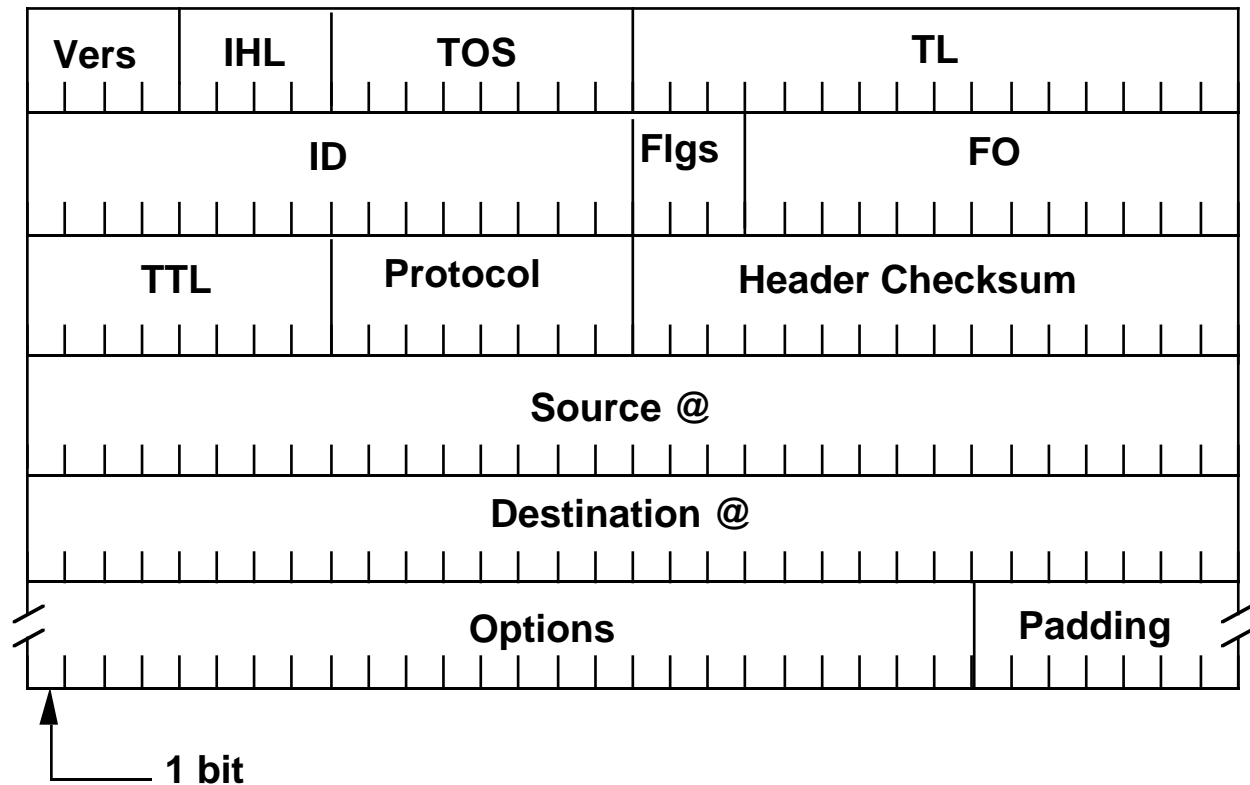 Vers IHL TOS TL
ID Flgs FO
TTL Protocol Header Checksum
Source @
Destination @
Options Padding
1 bit